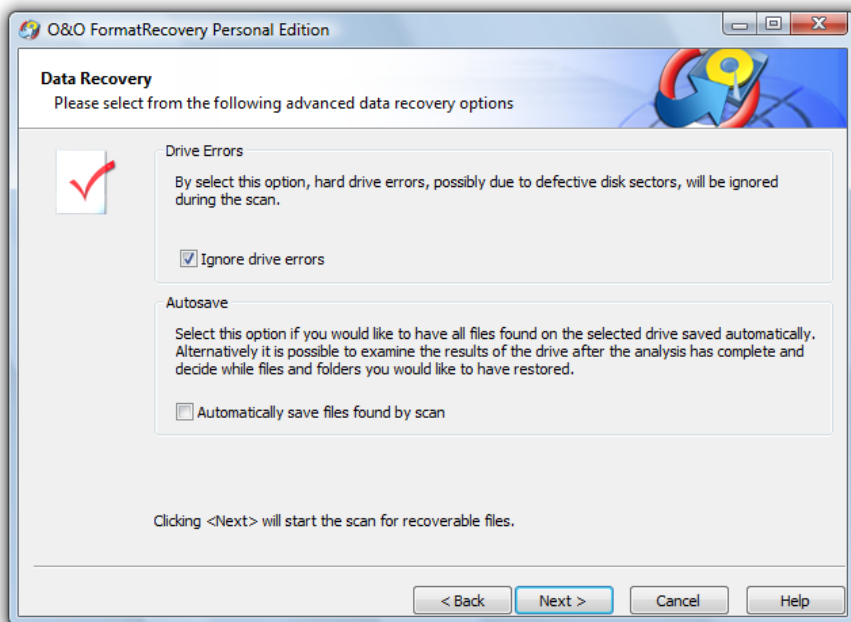 O&O FormatRecovery Personal Edition
Data Recovery
Please select from the following advanced data recovery options
Drive Errors
By select this option, hard drive errors, possibly due to defective disk sectors, will be ignored
during the scan.
Ignore drive errors
Autosave
Select this option if you would like to have all files found on the selected drive saved automatically.
Alternatively it is possible to examine the results of the drive after the analysis has complete and
decide while files and folders you would like to have restored.
Automatically save files found by scan
Clicking <Next> will start the scan for recoverable files.
< Back
Next >
Cancel
Help